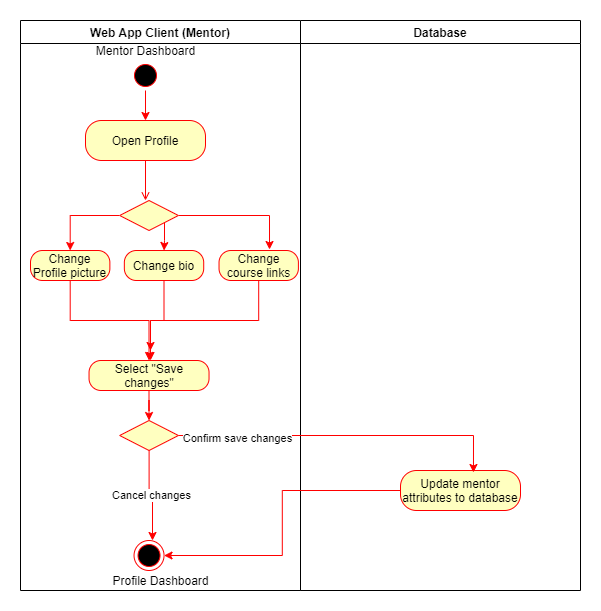 Web App Client (Mentor)
Database
Mentor Dashboard
Open Profile
Change
Profile picture
Change bio
Change
course links
Select "Save
changes"
Confirm save changes
Update mentor
attributes to database
Cancel changes
Profile Dashboard